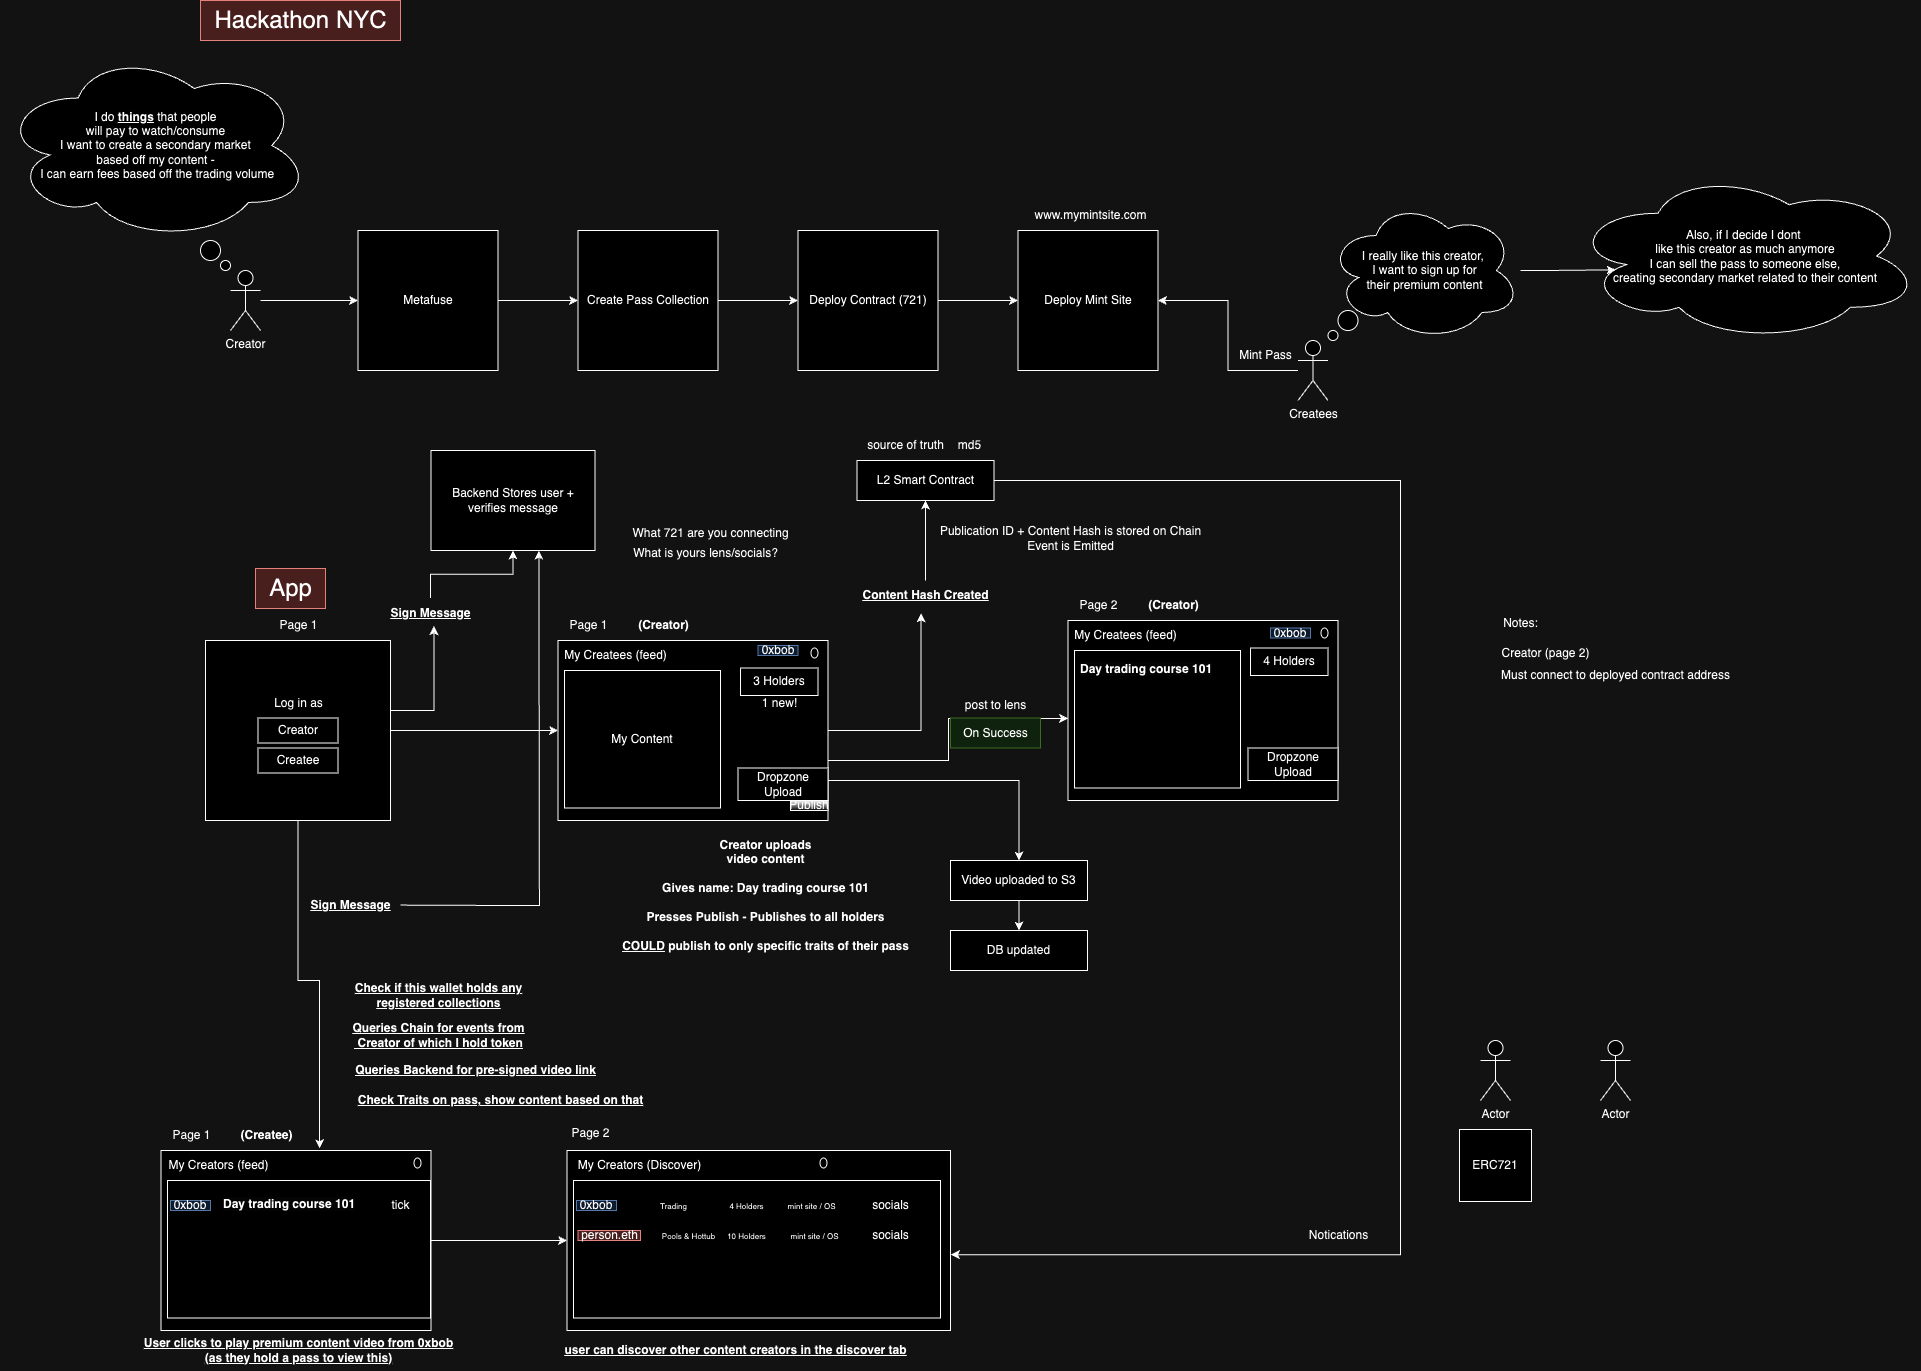 Hackathon NYC
I do things that people
will pay to watch/consume
I want to create a secondary market
based off my content -
I can earn fees based off the trading volume
Creator
Metafuse
Create Pass Collection
Deploy Contract (721)
www.mymintsite.com
Deploy Mint Site
Mint Pass
I really like this creator,
I want to sign up for
their premium content
Createes
Also, if I decide I dont
like this creator as much anymore
I can sell the pass to someone else,
creating secondary market related to their content
Backend Stores user +
verifies message
What 721 are you connecting
What is yours lens/socials?
source of truth md5
L2 Smart Contract
Publication ID + Content Hash is stored on Chain
Event is Emitted
Content Hash Created
App
Page 1
Log in as
Creator
Createe
Sign Message
Sign Message
Page 1 (Creator)
My Createes (feed)
0xbob
3 Holders
1 new!
My Content
Dropzone
Upload
Publish
post to lens
On Success
Page 2 (Creator)
My Createes (feed)
0xbob
4 Holders
Day trading course 101
Dropzone
Upload
Notes:
Creator (page 2)
Must connect to deployed contract address
Creator uploads
video content
Gives name: Day trading course 101
Presses Publish - Publishes to all holders
COULD publish to only specific traits of their pass
Video uploaded to S3
DB updated
Check if this wallet holds any
registered collections
Queries Chain for events from
Creator of which I hold token
Queries Backend for pre-signed video link
Check Traits on pass, show content based on that
Page 1 (Createe)
My Creators (feed)
0xbob Day trading course 101 tick
User clicks to play premium content video from 0xbob
(as they hold a pass to view this)
Page 2
My Creators (Discover)
0xbob Trading 4 Holders mint site / OS socials
person.eth Pools & Hottub 10 Holders mint site / OS socials
user can discover other content creators in the discover tab
Notications
Actor
Actor
ERC721